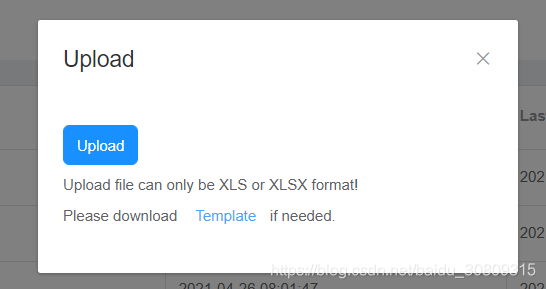 Upload
Las
Upload
202
Upload file can only be XLS or XLSX format!
Please download Template if needed.
202
https://blog.csdn.net/baidu_30809315
2021-04-26 08:01:47
202